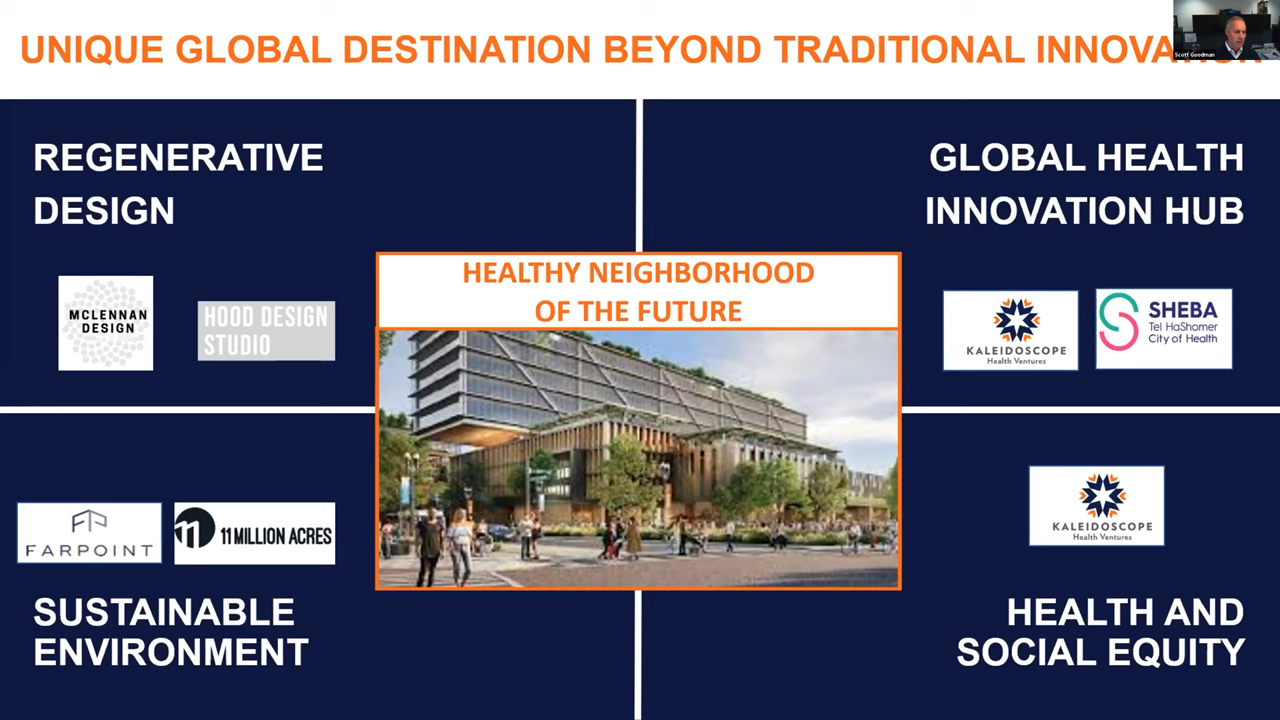 UNIQUE GLOBAL DESTINATION BEYOND TRADITIONAL
Scott Goodman
REGENERATIVE
DESIGN
MCLENNAN
DESIGN
HOOD DESIGN
STUDIO
GLOBAL HEALTH
INNOVATION HUB
KALEIDOSCOPE
Health Ventures
SHEBA
Tel HaShomer
City of Health
HEALTHY NEIGHBORHOOD
OF THE FUTURE
FARPOINT
11 MILLION ACRES
SUSTAINABLE
ENVIRONMENT
KALEIDOSCOPE
Health Ventures
HEALTH AND
SOCIAL EQUITY